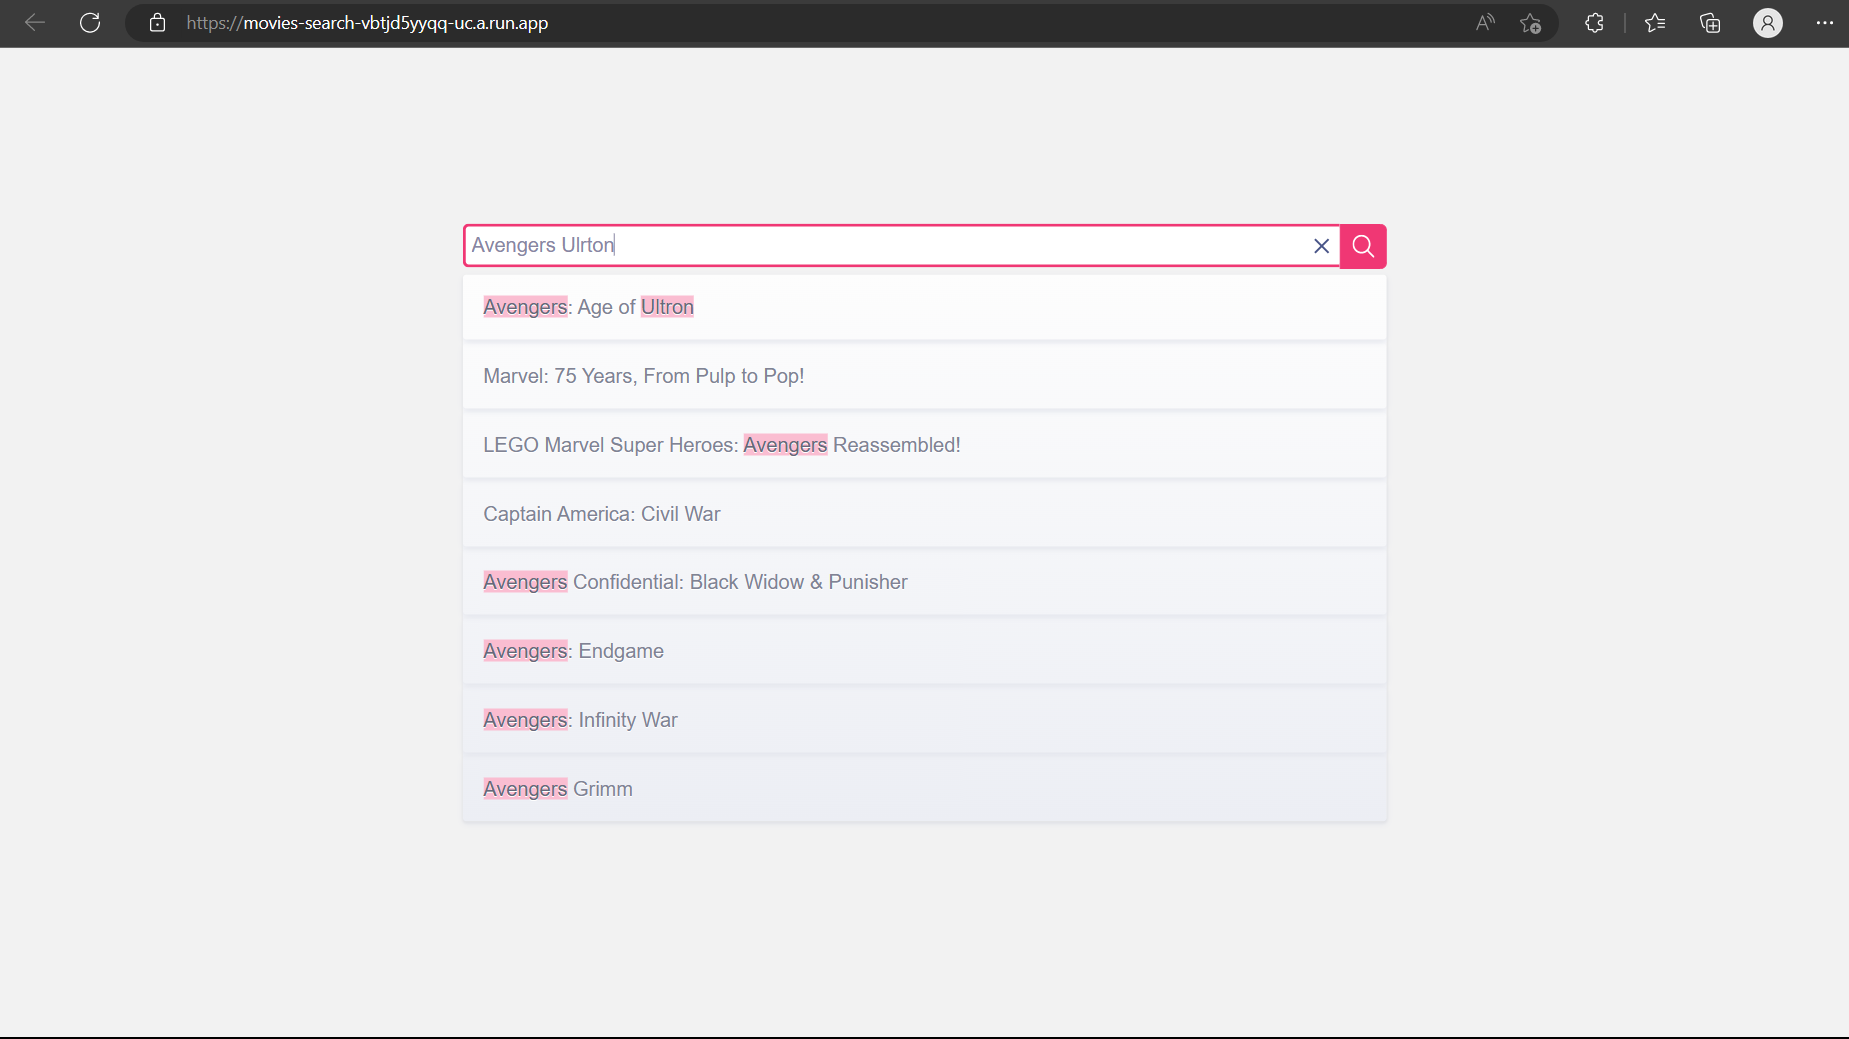 https://movies-search-vbtjd5yyqq-uc.a.run.app
Avengers Ulrton
Avengers: Age of Ultron
Marvel: 75 Years, From Pulp to Pop!
LEGO Marvel Super Heroes: Avengers Reassembled!
Captain America: Civil War
Avengers Confidential: Black Widow & Punisher
Avengers: Endgame
Avengers: Infinity War
Avengers Grimm